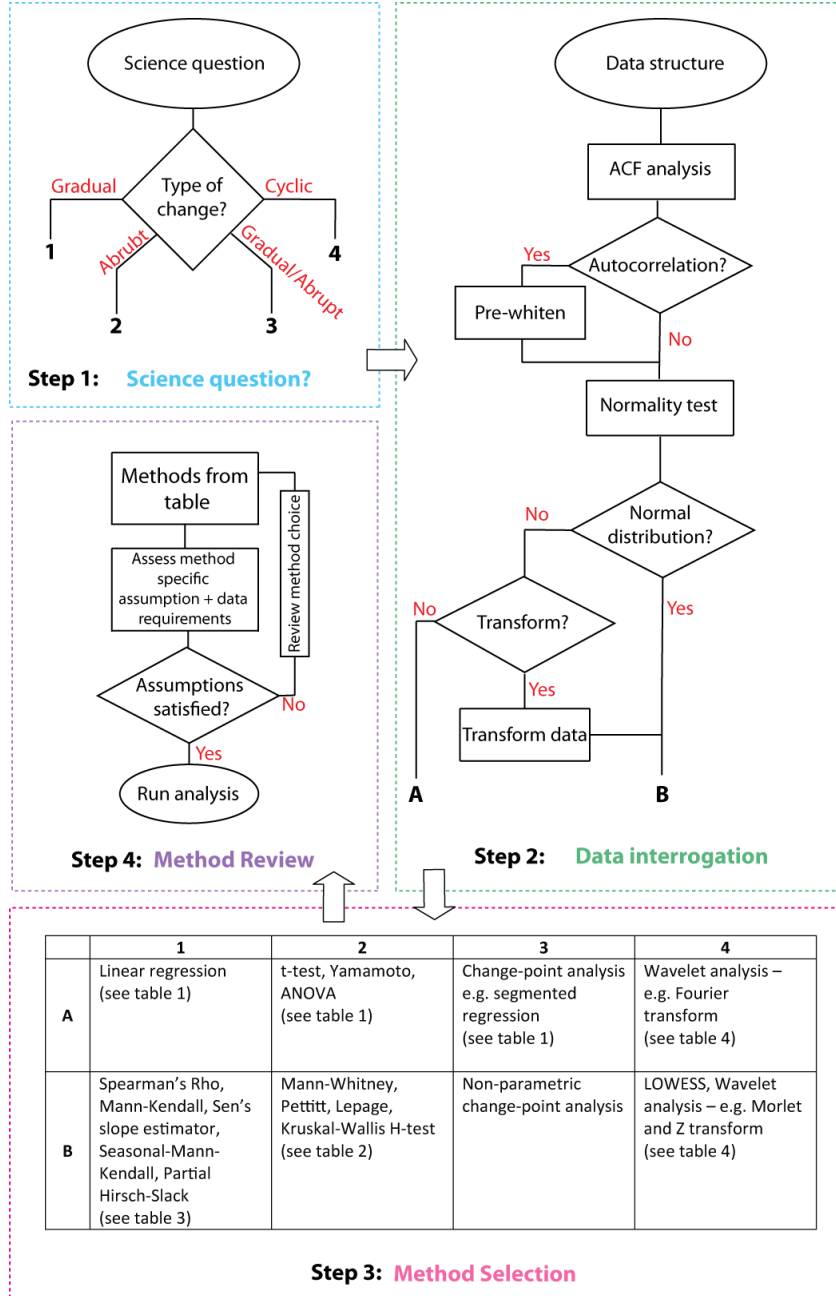 Science question
Type of
change?
Gradual
Cyclic
Abrubt
Gradual/Abrupt
1
2
3
4
Step 1: Science question?
Data structure
ACF analysis
Autocorrelation?
Yes
Pre-whiten
No
Normality test
Normal
distribution?
No
Yes
Transform?
No
Yes
Transform data
A
B
Step 2: Data interrogation
Methods from
table
Assess method
specific
assumption + data
requirements
Review method choice
Assumptions
satisfied?
No
Yes
Run analysis
Step 4: Method Review
1 2 3 4
A
Linear regression
(see table 1)
t-test, Yamamoto,
ANOVA
(see table 1)
Change-point analysis
e.g. segmented
regression
(see table 1)
Wavelet analysis –
e.g. Fourier
transform
(see table 4)
B
Spearman's Rho,
Mann-Kendall, Sen's
slope estimator,
Seasonal-Mann-
Kendall, Partial
Hirsch-Slack
(see table 3)
Mann-Whitney,
Pettitt, Lepage,
Kruskal-Wallis H-test
(see table 2)
Non-parametric
change-point analysis
LOWESS, Wavelet
analysis – e.g. Morlet
and Z transform
(see table 4)
Step 3: Method Selection